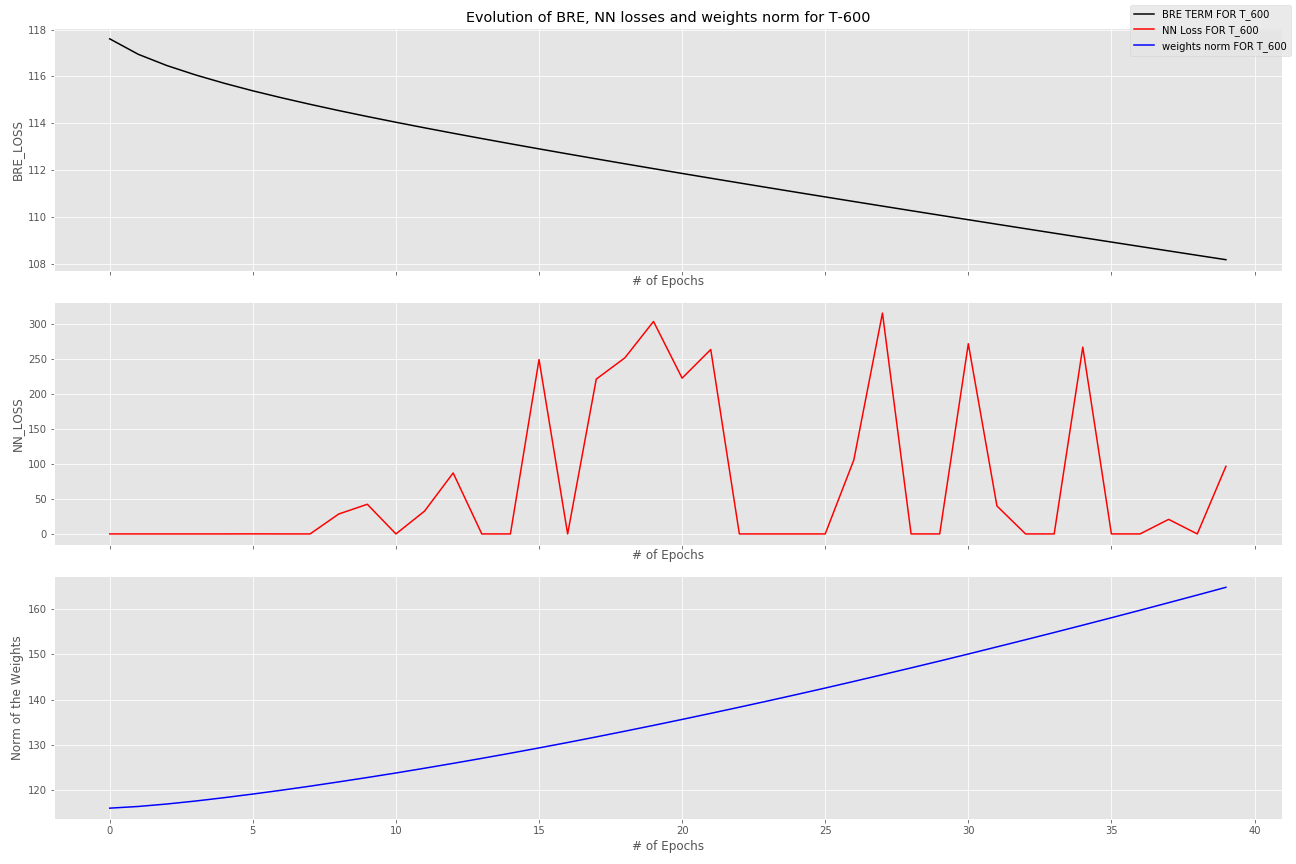 Evolution of BRE, NN losses and weights norm for T-600
BRE TERM FOR T_600
NN Loss FOR T_600
weights norm FOR T_600
118
116
114
112
110
108
BRE_LOSS
# of Epochs
300
250
200
150
100
50
0
NN_LOSS
# of Epochs
160
150
140
130
120
Norm of the Weights
0 5 10 15 20 25 30 35 40
# of Epochs